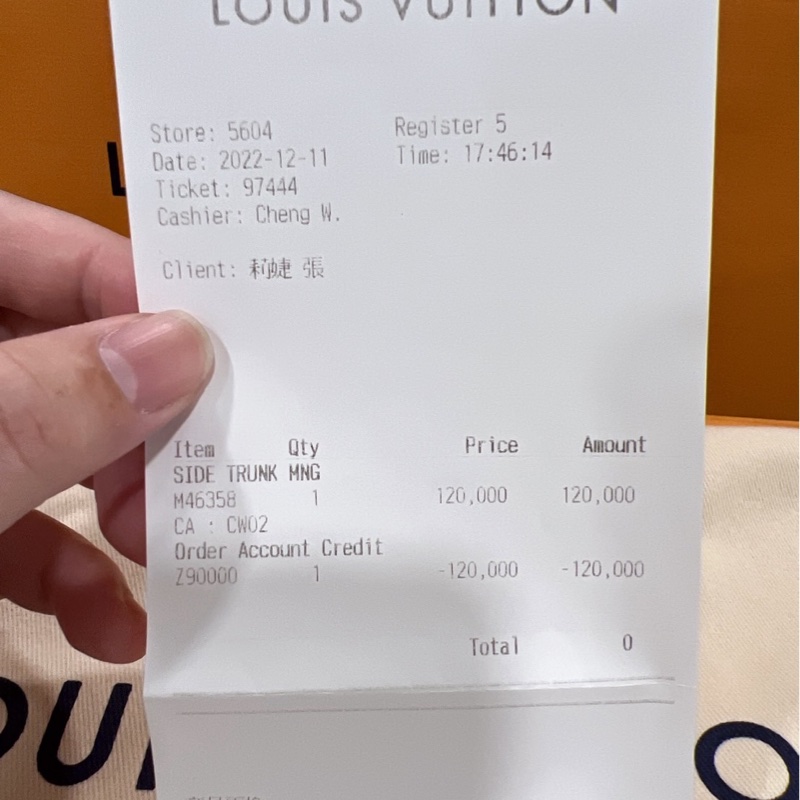 LOUIS VUITTON
Store: 5604 Register 5
Date: 2022-12-11 Time: 17:46:14
Ticket: 97444
Cashier: Cheng W.
Client: 莉婕 張
Item Qty Price Amount
SIDE TRUNK MNG
M46358 1 120,000 120,000
CA : CW02
Order Account Credit
Z90000 1 -120,000 -120,000
Total 0
OU
O